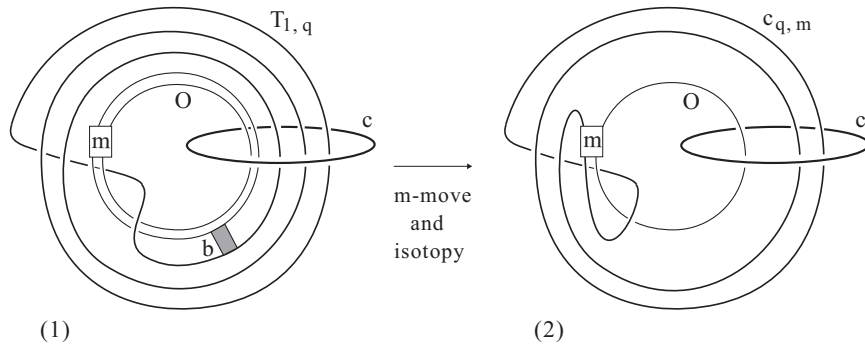 T1, q
O
c
m
b
(1)
m-move
and
isotopy
cq, m
O
c
m
(2)